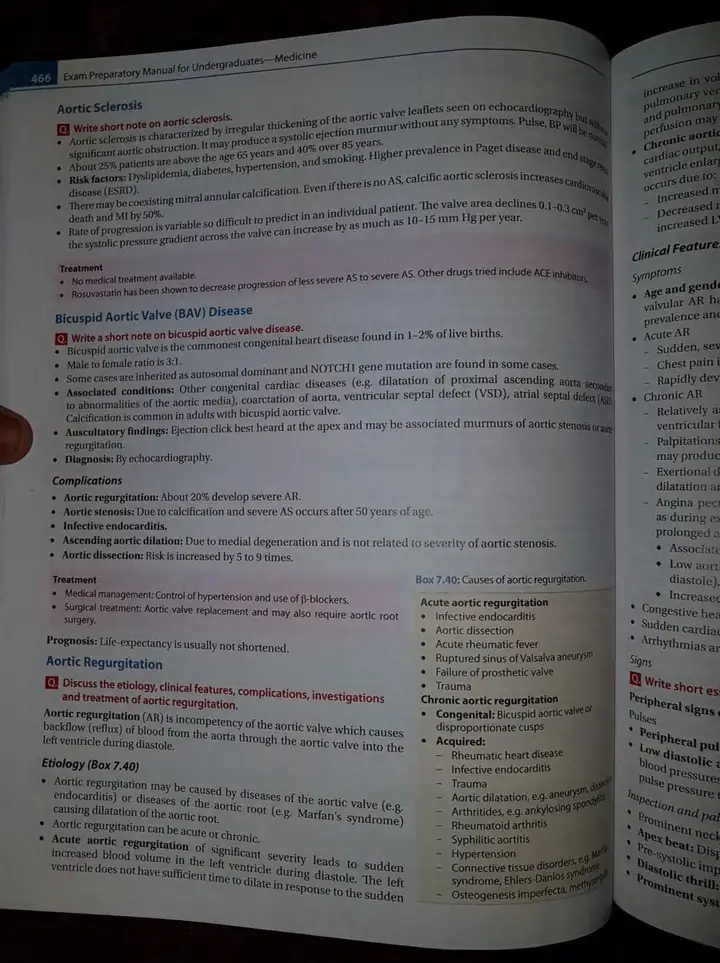 466 Exam Preparatory Manual for Undergraduates—Medicine
Aortic Sclerosis
Q. Write short note on aortic sclerosis.
• Aortic sclerosis is characterized by irregular thickening of the aortic valve leaflets seen on echocardiography but without
significant aortic obstruction. It may produce a systolic ejection murmur without any symptoms. Pulse, BP will be normal.
• About 25% patients are above the age 65 years and 40% over 85 years.
• Risk factors: Dyslipidemia, diabetes, hypertension, and smoking. Higher prevalence in Paget disease and end stage renal
disease (ESRD).
• There may be coexisting mitral annular calcification. Even if there is no AS, calcific aortic sclerosis increases cardiovascular
death and MI by 50%.
• Rate of progression is variable so difficult to predict in an individual patient. The valve area declines 0.1–0.3 cm² per year
the systolic pressure gradient across the valve can increase by as much as 10–15 mm Hg per year.
Treatment
• No medical treatment available.
• Rosuvastatin has been shown to decrease progression of less severe AS to severe AS. Other drugs tried include ACE inhibitors.
Bicuspid Aortic Valve (BAV) Disease
Q. Write a short note on bicuspid aortic valve disease.
• Bicuspid aortic valve is the commonest congenital heart disease found in 1–2% of live births.
• Male to female ratio is 3:1.
• Some cases are inherited as autosomal dominant and NOTCH1 gene mutation are found in some cases.
• Associated conditions: Other congenital cardiac diseases (e.g. dilatation of proximal ascending aorta secondary
to abnormalities of the aortic media), coarctation of aorta, ventricular septal defect (VSD), atrial septal defect (ASD)
Calcification is common in adults with bicuspid aortic valve.
• Auscultatory findings: Ejection click best heard at the apex and may be associated murmurs of aortic stenosis or aortic
regurgitation.
• Diagnosis: By echocardiography.
Complications
• Aortic regurgitation: About 20% develop severe AR.
• Aortic stenosis: Due to calcification and severe AS occurs after 50 years of age.
• Infective endocarditis.
• Ascending aortic dilation: Due to medial degeneration and is not related to severity of aortic stenosis.
• Aortic dissection: Risk is increased by 5 to 9 times.
Treatment
• Medical management: Control of hypertension and use of β-blockers.
• Surgical treatment: Aortic valve replacement and may also require aortic root
surgery.
Prognosis: Life-expectancy is usually not shortened.
Aortic Regurgitation
Q. Discuss the etiology, clinical features, complications, investigations
and treatment of aortic regurgitation.
Aortic regurgitation (AR) is incompetency of the aortic valve which causes
backflow (reflux) of blood from the aorta through the aortic valve into the
left ventricle during diastole.
Etiology (Box 7.40)
• Aortic regurgitation may be caused by diseases of the aortic valve (e.g.
endocarditis) or diseases of the aortic root (e.g. Marfan's syndrome)
causing dilatation of the aortic root.
• Aortic regurgitation can be acute or chronic.
• Acute aortic regurgitation of significant severity leads to sudden
increased blood volume in the left ventricle during diastole. The left
ventricle does not have sufficient time to dilate in response to the sudden
Box 7.40: Causes of aortic regurgitation.
Acute aortic regurgitation
• Infective endocarditis
• Aortic dissection
• Acute rheumatic fever
• Ruptured sinus of Valsalva aneurysm
• Failure of prosthetic valve
• Trauma
Chronic aortic regurgitation
• Congenital: Bicuspid aortic valve or
disproportionate cusps
• Acquired:
– Rheumatic heart disease
– Infective endocarditis
– Trauma
– Aortic dilatation, e.g. aneurysm, dissection
– Arthritides, e.g. ankylosing spondylitis
– Rheumatoid arthritis
– Syphilitic aortitis
– Hypertension
– Connective tissue disorders, e.g. Marfan
syndrome, Ehlers-Danlos syndrome
– Osteogenesis imperfecta, methysergide
increase in vol
pulmonary ven
and pulmonary
perfusion may
• Chronic aortic
cardiac output,
ventricle enlarg
occurs due to:
– Increased m
– Decreased
increased LV
Clinical Feature
Symptoms
• Age and gend
valvular AR ha
prevalence and
• Acute AR
– Sudden, sev
– Chest pain i
– Rapidly dev
• Chronic AR
– Relatively a
ventricular
– Palpitations
may produc
– Exertional d
dilatation an
– Angina pec
as during ex
prolonged a
◆ Associate
◆ Low aort
diastole).
◆ Increased
• Congestive hea
• Sudden cardiac
• Arrhythmias ar
Signs
Q. Write short es
Peripheral signs
Pulses
• Peripheral pul
• Low diastolic
blood pressure
pulse pressure
Inspection and pal
• Prominent neck
• Apex beat: Disp
• Pre-systolic imp
• Diastolic thrill:
• Prominent syst